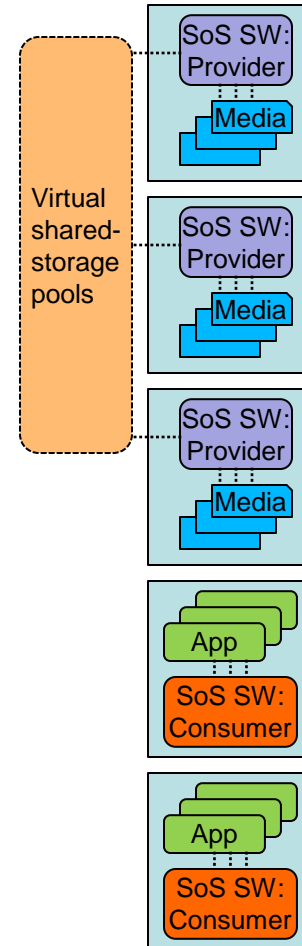 SoS SW:
Provider
Media
Virtual
shared-
storage
pools
SoS SW:
Provider
Media
SoS SW:
Provider
Media
App
SoS SW:
Consumer
App
SoS SW:
Consumer